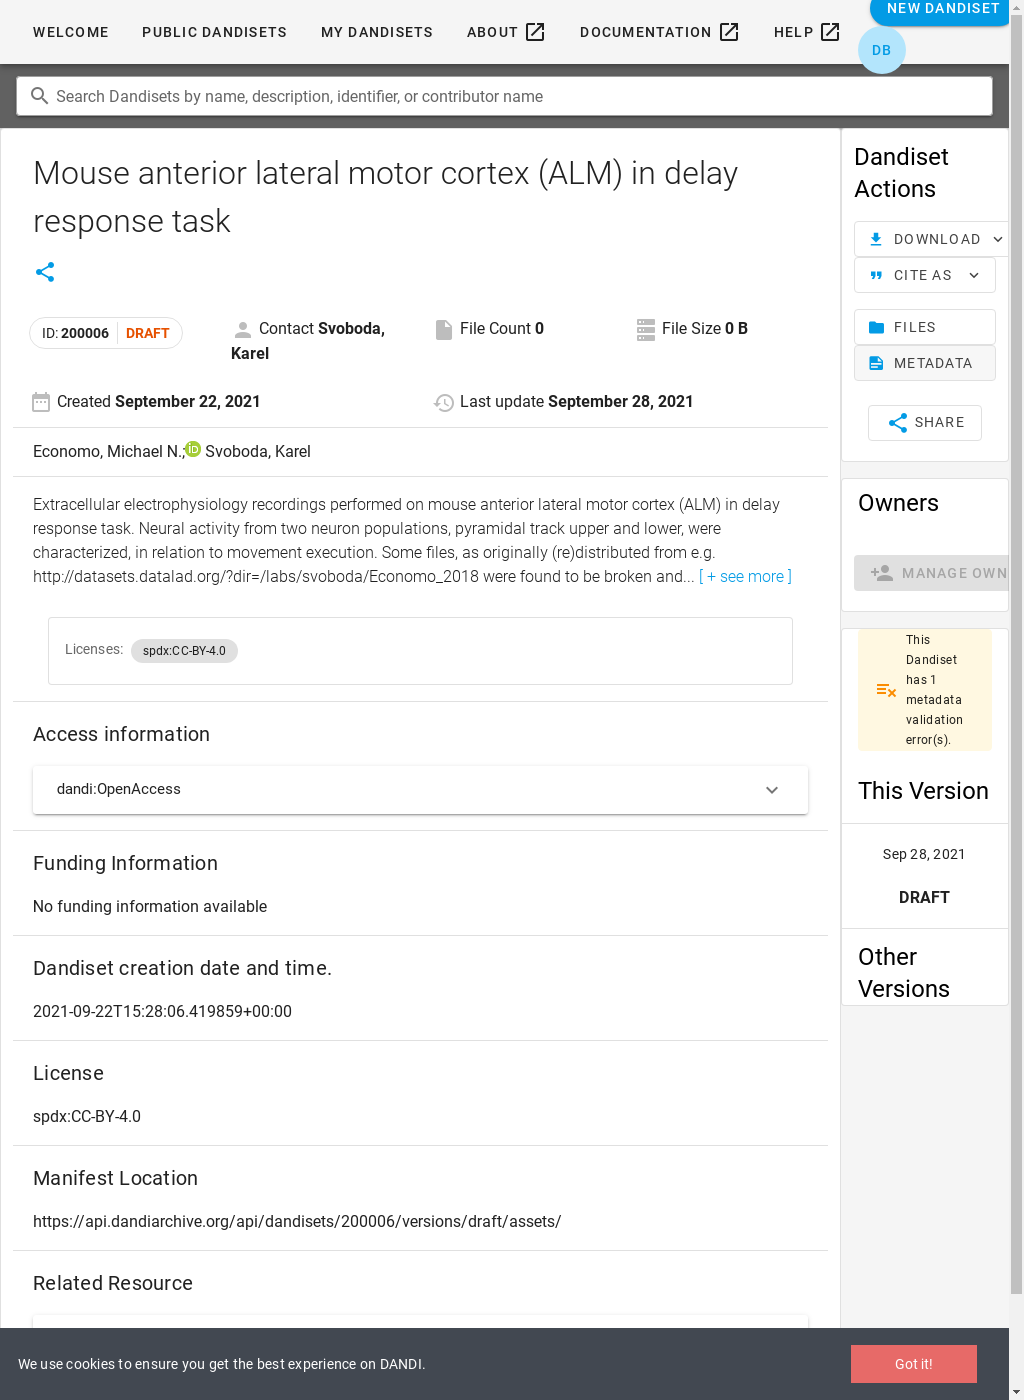 WELCOME PUBLIC DANDISETS MY DANDISETS ABOUT DOCUMENTATION HELP NEW DANDISET
DB
Search Dandisets by name, description, identifier, or contributor name
Mouse anterior lateral motor cortex (ALM) in delay
response task
ID: 200006 DRAFT
Contact Svoboda,
Karel
File Count 0
File Size 0 B
Created September 22, 2021
Last update September 28, 2021
Economo, Michael N.; iD Svoboda, Karel
Extracellular electrophysiology recordings performed on mouse anterior lateral motor cortex (ALM) in delay
response task. Neural activity from two neuron populations, pyramidal track upper and lower, were
characterized, in relation to movement execution. Some files, as originally (re)distributed from e.g.
http://datasets.datalad.org/?dir=/labs/svoboda/Economo_2018 were found to be broken and... [ + see more ]
Licenses: spdx:CC-BY-4.0
Access information
dandi:OpenAccess
Funding Information
No funding information available
Dandiset creation date and time.
2021-09-22T15:28:06.419859+00:00
License
spdx:CC-BY-4.0
Manifest Location
https://api.dandiarchive.org/api/dandisets/200006/versions/draft/assets/
Related Resource
Dandiset
Actions
DOWNLOAD
CITE AS
FILES
METADATA
SHARE
Owners
MANAGE OWN
This
Dandiset
has 1
metadata
validation
error(s).
This Version
Sep 28, 2021
DRAFT
Other
Versions
We use cookies to ensure you get the best experience on DANDI.
Got it!